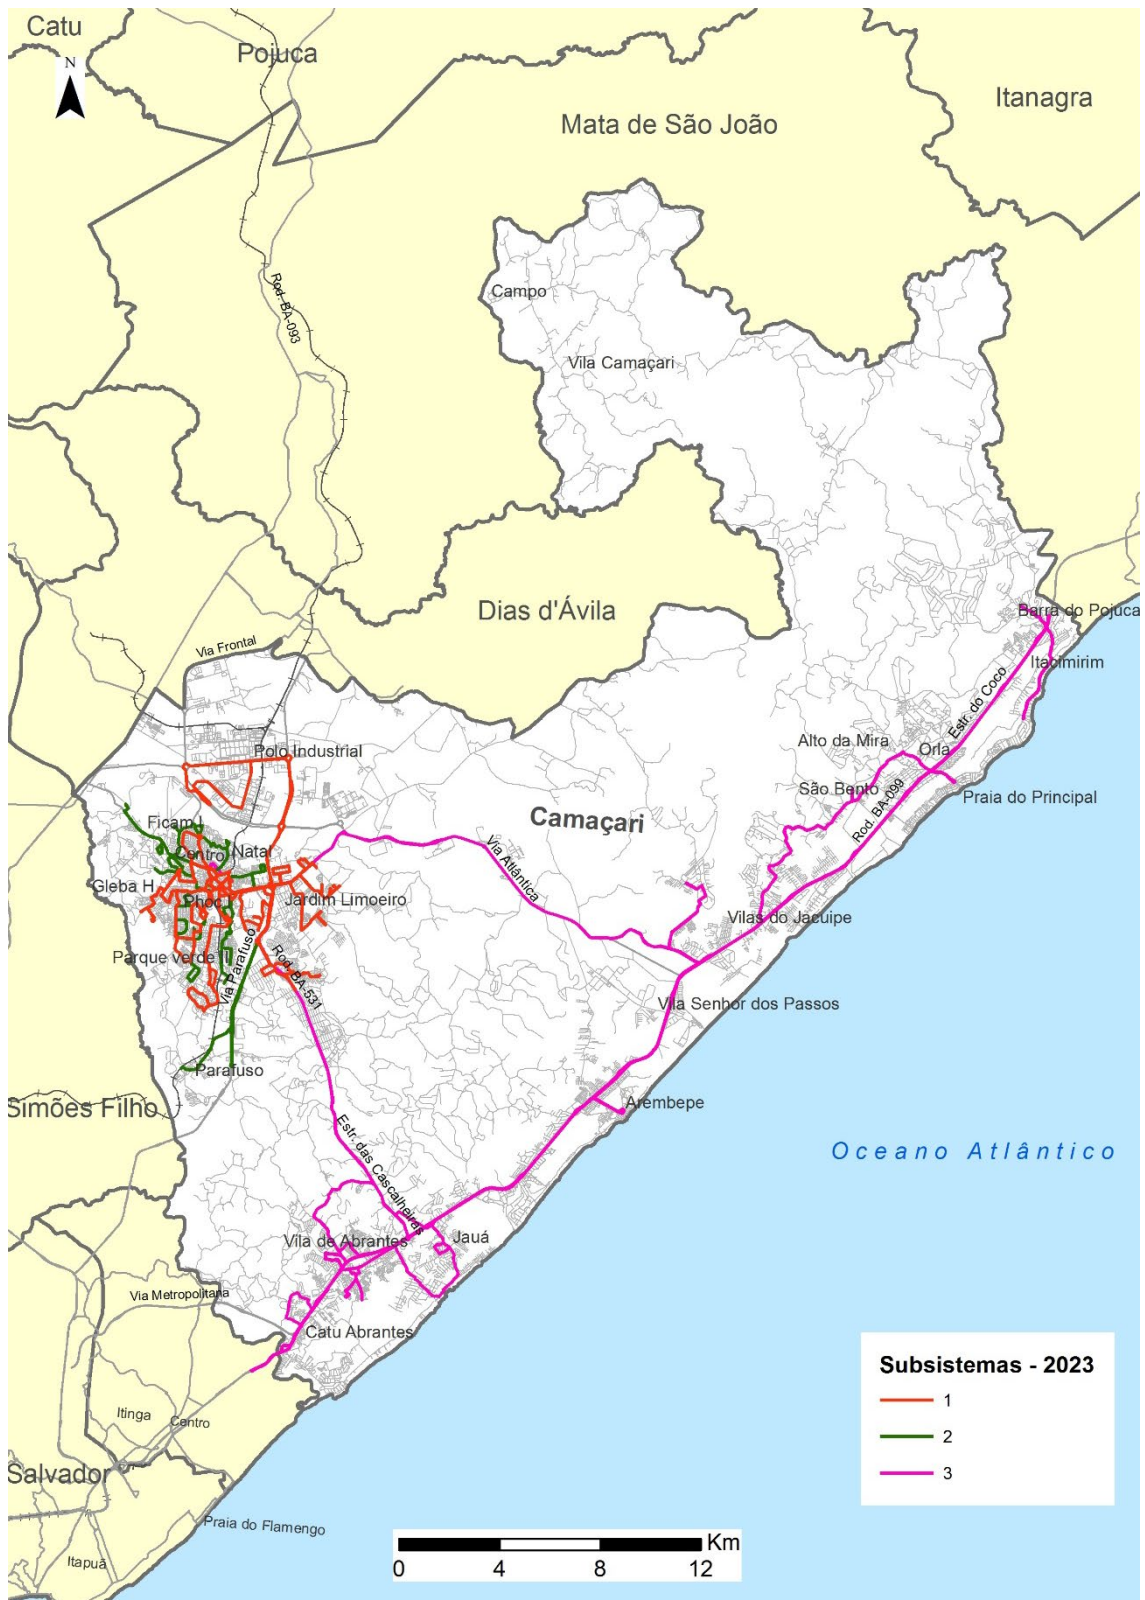 Catu
Pojuca
N
Itanagra
Mata de São João
Rod. BA-093
Campo
Vila Camaçari
Dias d'Ávila
Barra do Pojuca
Via Frontal
Itacimirim
Estr. do Coco
Polo Industrial
Alto da Mira
Orla
São Bento
Praia do Principal
Rod. BA-099
Camaçari
Ficam I
Centro
Natal
Via Atlântica
Gleba H
Phoc
Jardim Limoeiro
Vilas do Jacuipe
Parque verde II
Via Parafuso
Rod. BA-531
Vila Senhor dos Passos
Parafuso
Simões Filho
Arembepe
Oceano Atlântico
Estr. das Cascalheiras
Vila de Abrantes
Jauá
Via Metropolitana
Catu Abrantes
Subsistemas - 2023
1
2
3
Itinga
Centro
Salvador
Praia do Flamengo
Itapuã
Km
0 4 8 12